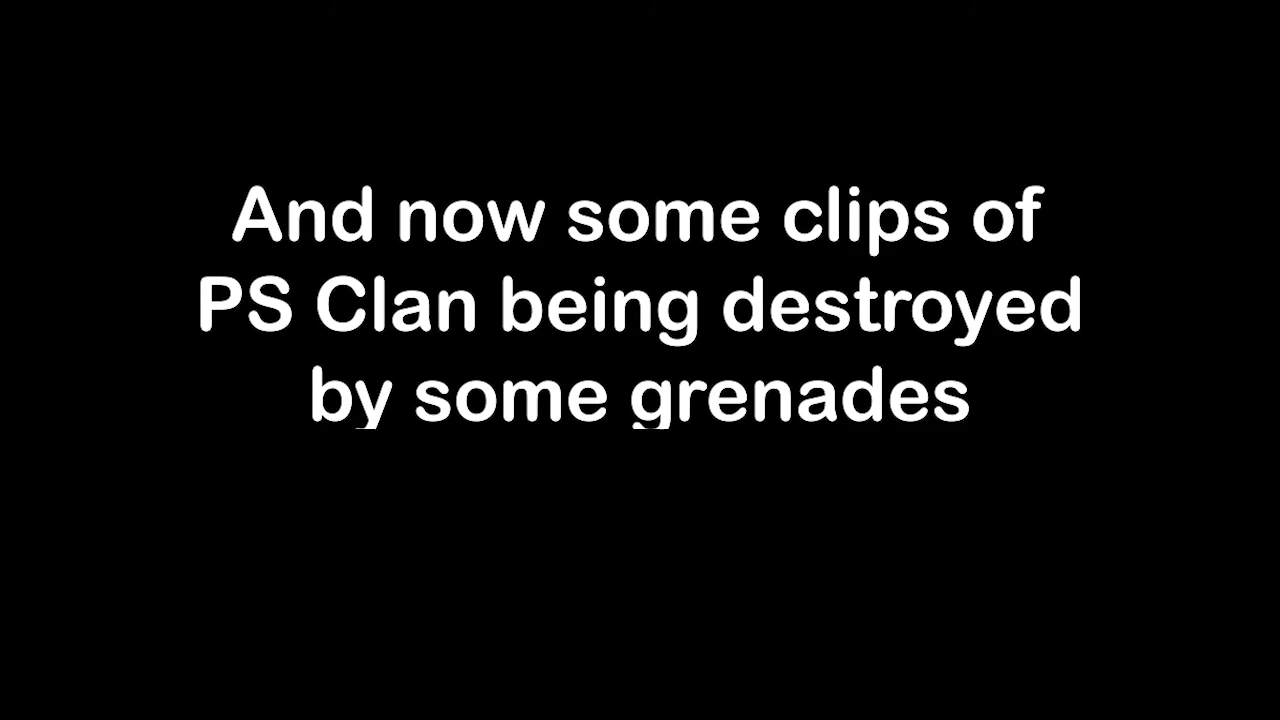 And now some clips of
PS Clan being destroyed
by some grenades